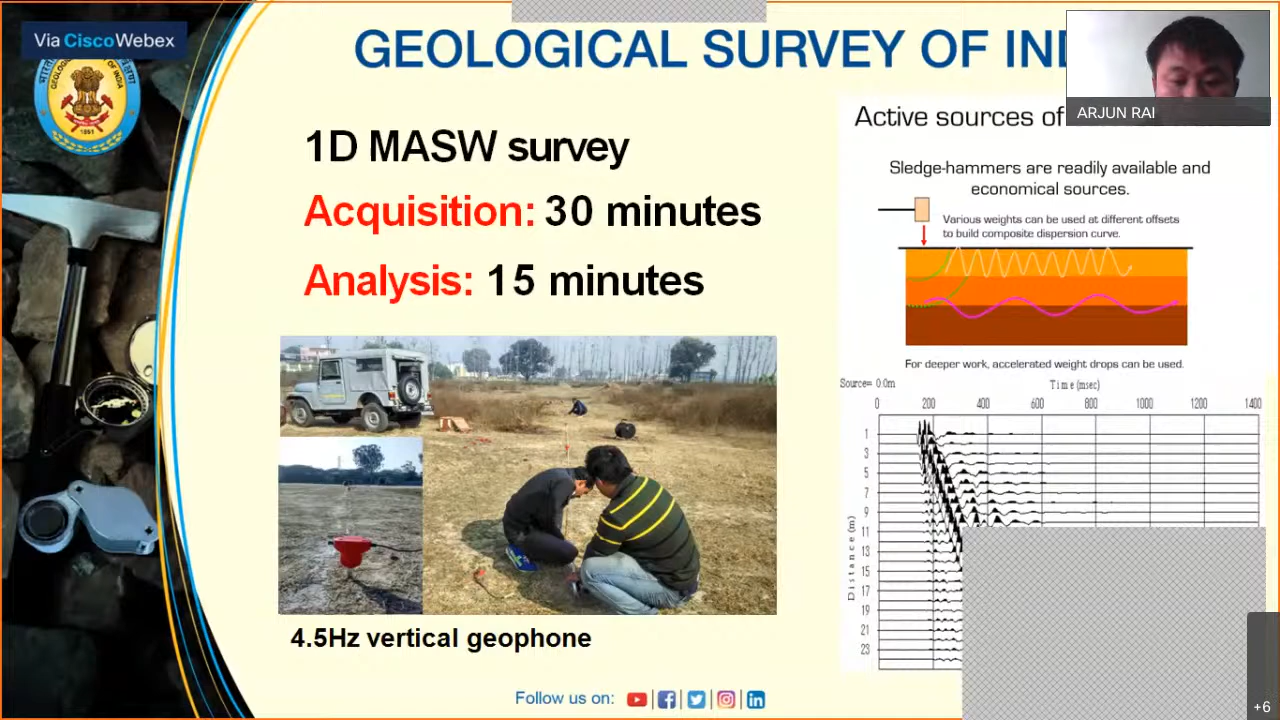 Via Cisco Webex
GEOLOGICAL SURVEY OF
ARJUN RAI
1D MASW survey
Acquisition: 30 minutes
Analysis: 15 minutes
4.5Hz vertical geophone
Active sources of
Sledge-hammers are readily available and
economical sources.
Various weights can be used at different offsets
to build composite dispersion curve.
For deeper work, accelerated weight drops can be used.
Source= 0.0m
Time (msec)
0 200 400 600 800 1000 1200 1400
Distance (m)
1
3
5
7
9
11
13
15
17
19
21
23
Follow us on:
+6